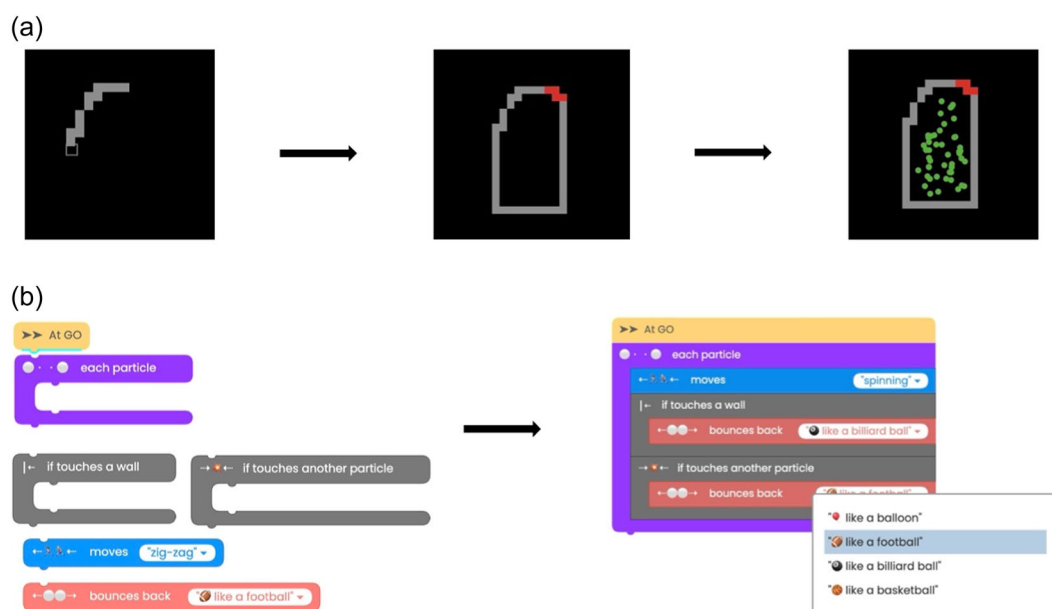 (a)
(b)
At GO
each particle
if touches a wall
if touches another particle
moves "zig-zag"
bounces back "like a football"
At GO
each particle
moves "spinning"
if touches a wall
bounces back "like a billiard ball"
if touches another particle
bounces back "like a football"
"like a balloon"
"like a football"
"like a billiard ball"
"like a basketball"